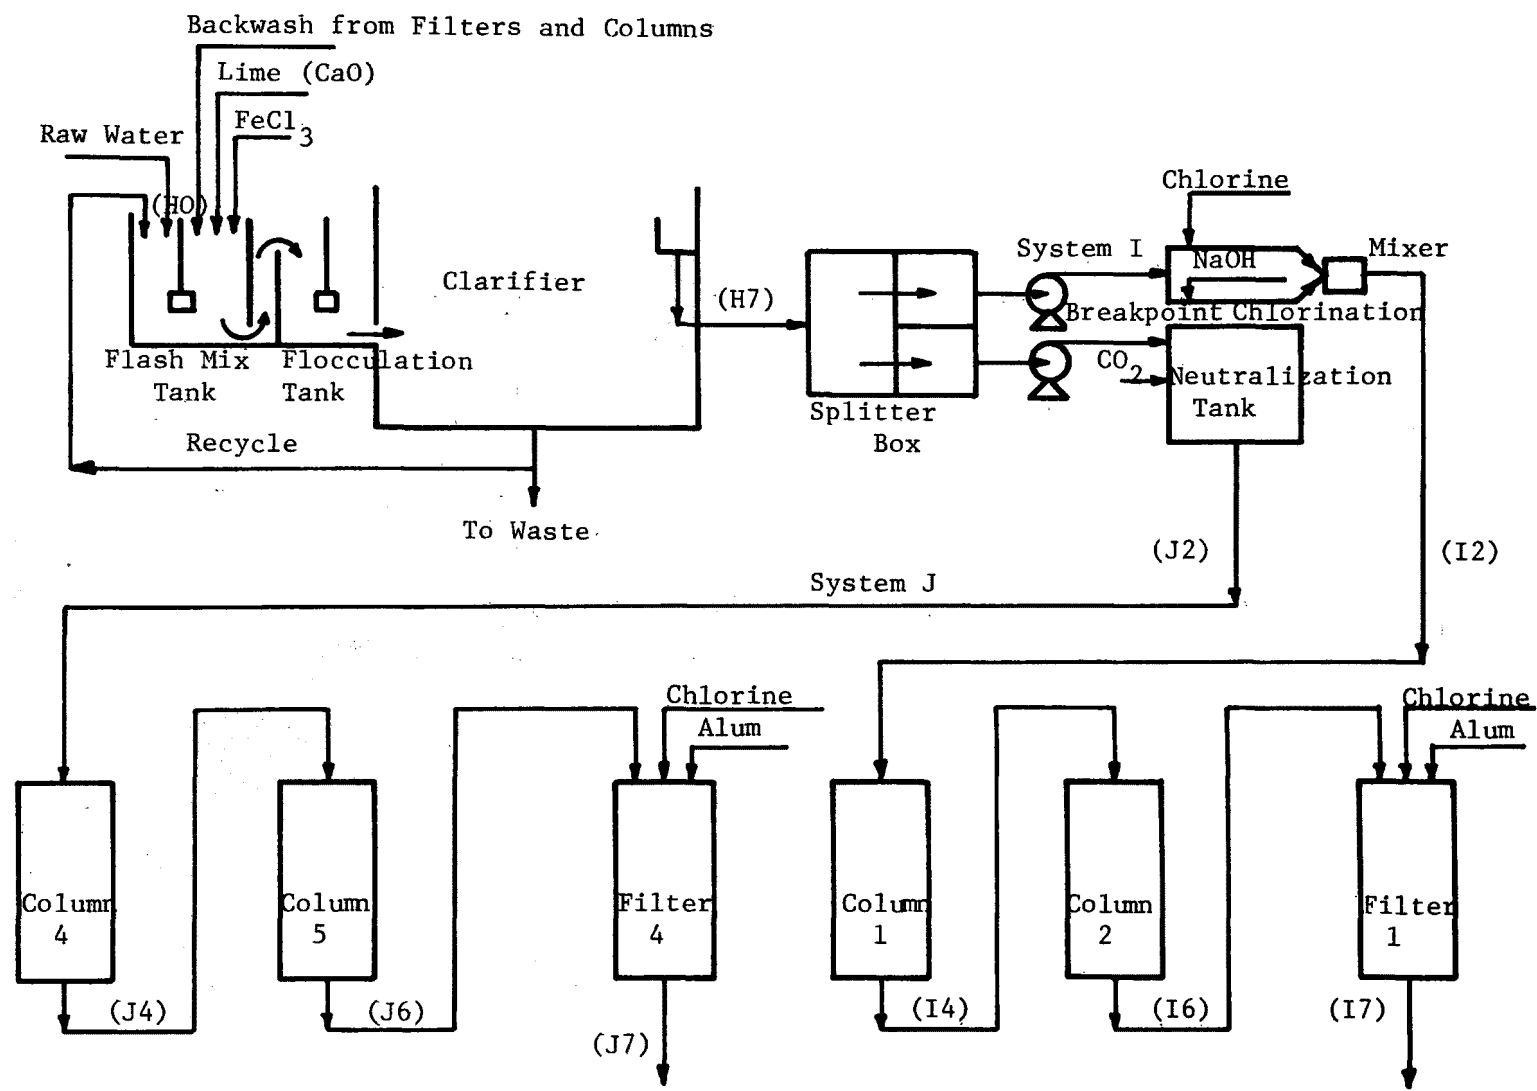 Backwash from Filters and Columns
Lime (CaO)
FeCl3
Raw Water
(HO)
Chlorine
System I
NaOH
Mixer
Clarifier
(H7)
Breakpoint Chlorination
Flash Mix
Tank
Flocculation
Tank
CO2
Neutralization
Tank
Splitter
Box
Recycle
To Waste
(J2)
(I2)
System J
Chlorine
Alum
Chlorine
Alum
Column
4
Column
5
Filter
4
Column
1
Column
2
Filter
1
(J4)
(J6)
(J7)
(I4)
(I6)
(I7)